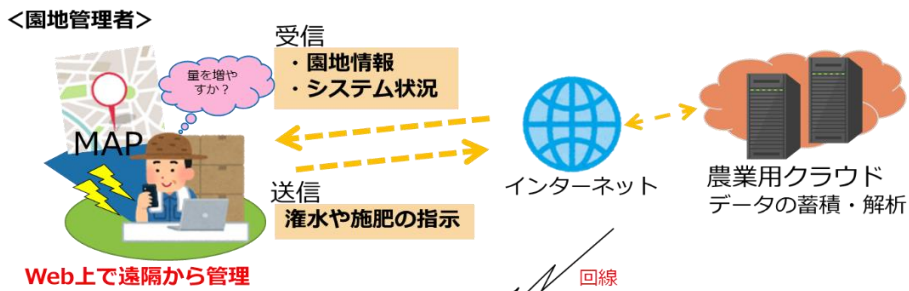 <園地管理者>
受信
・園地情報
・システム状況
量を増や
すか？
MAP
送信
潅水や施肥の指示
Web上で遠隔から管理
インターネット
農業用クラウド
データの蓄積・解析
回線